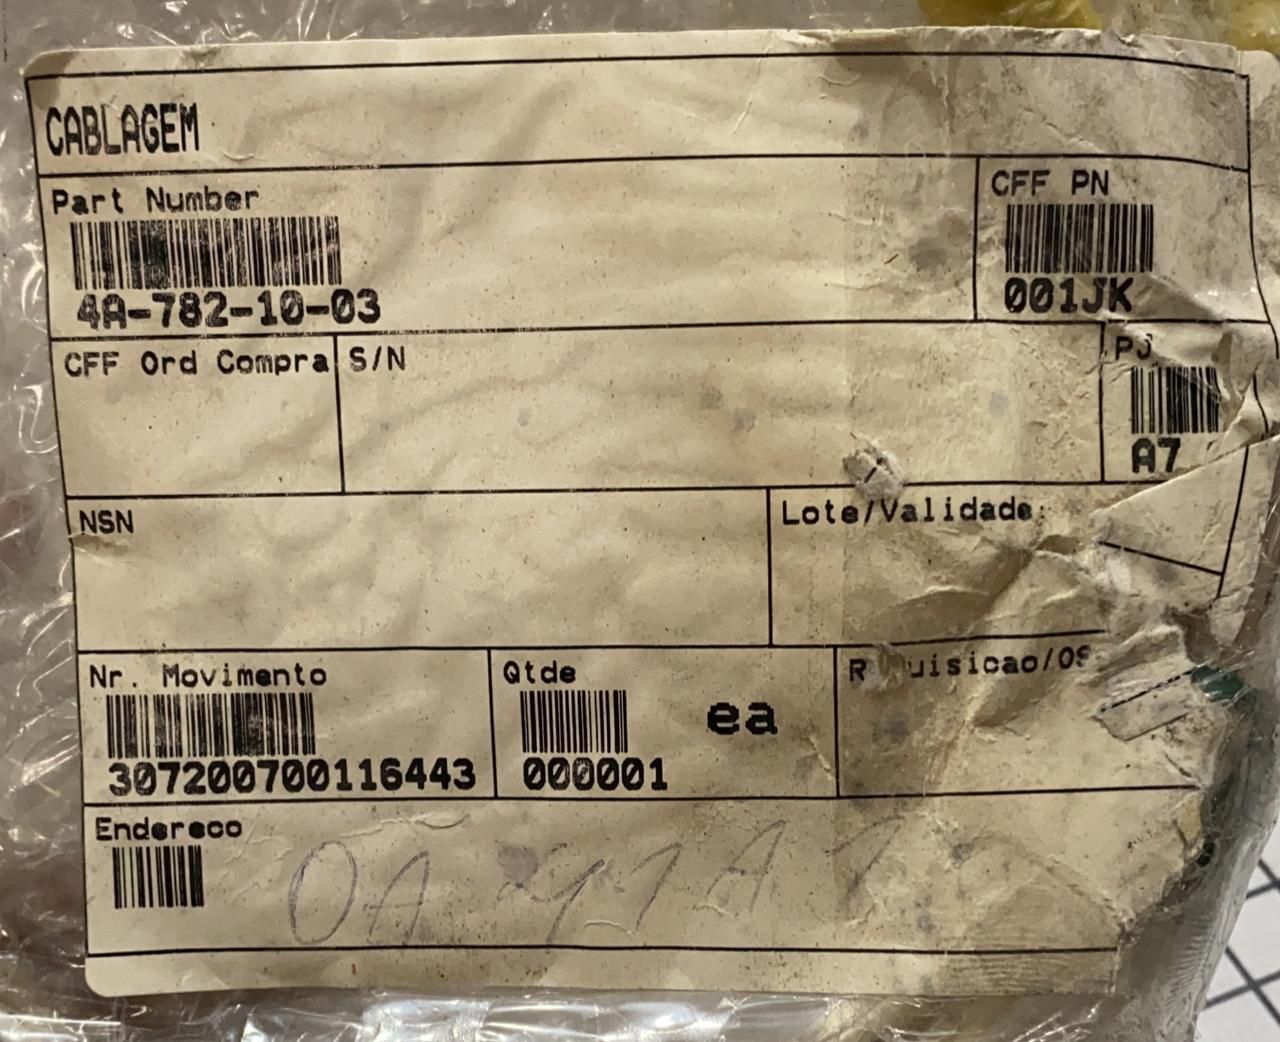 CABLAGEM
Part Number
4A-782-10-03
CFF PN
001JK
CFF Ord Compra
S/N
PJ
A7
NSN
Lote/Validade:
Nr. Movimento
307200700116443
Qtde
ea
000001
Endereco